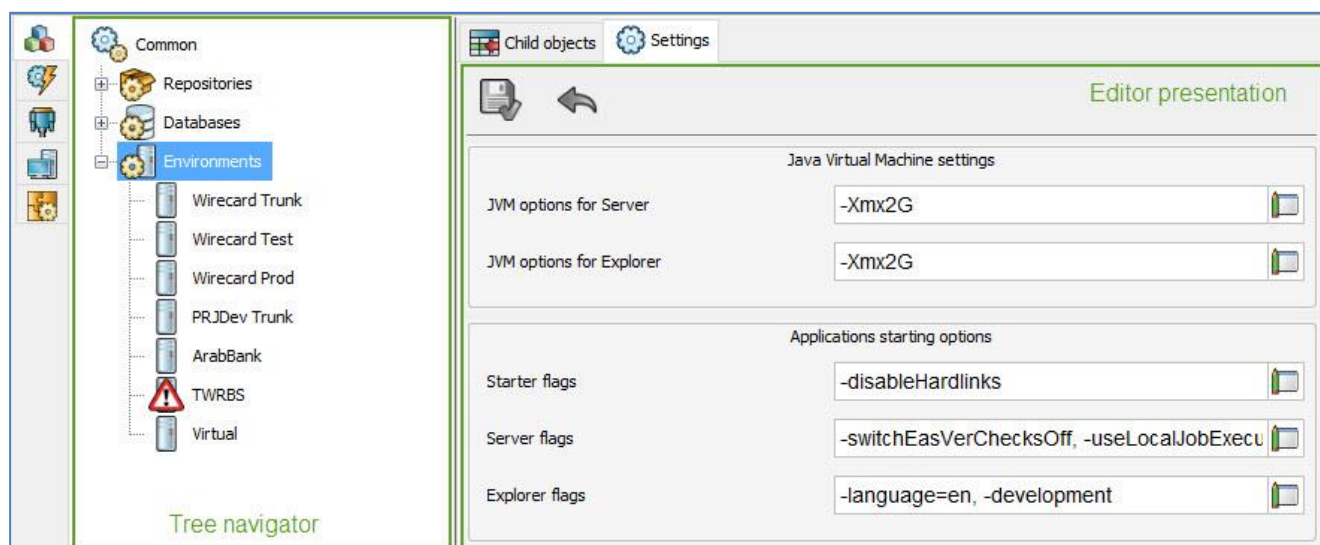 Common
Repositories
Databases
Environments
Wirecard Trunk
Wirecard Test
Wirecard Prod
PRJDev Trunk
ArabBank
TWRBS
Virtual
Tree navigator
Child objects
Settings
Editor presentation
Java Virtual Machine settings
JVM options for Server -Xmx2G
JVM options for Explorer -Xmx2G
Applications starting options
Starter flags -disableHardlinks
Server flags -switchEasVerChecksOff, -useLocalJobExecu
Explorer flags -language=en, -development